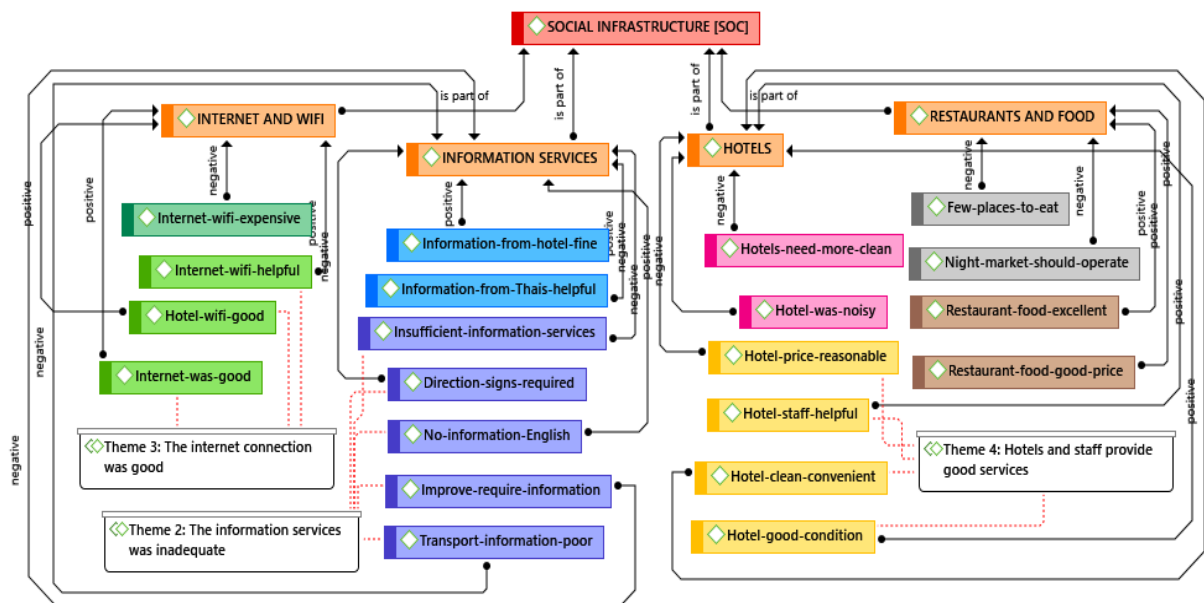 SOCIAL INFRASTRUCTURE [SOC]
is part of
is part of
is part of
is part of
INTERNET AND WIFI
RESTAURANTS AND FOOD
INFORMATION SERVICES
HOTELS
negative
positive
negative
negative
negative
positive
positive
positive
negative
positive
negative
positive
negative
positive
negative
positive
negative
positive
positive
positive
positive
negative
negative
Internet-wifi-expensive
Internet-wifi-helpful
Hotel-wifi-good
Internet-was-good
Theme 3: The internet connection
was good
Theme 2: The information services
was inadequate
Information-from-hotel-fine
Information-from-Thais-helpful
Insufficient-information-services
Direction-signs-required
No-information-English
Improve-require-information
Transport-information-poor
Hotels-need-more-clean
Hotel-was-noisy
Hotel-price-reasonable
Hotel-staff-helpful
Hotel-clean-convenient
Hotel-good-condition
Few-places-to-eat
Night-market-should-operate
Restaurant-food-excellent
Restaurant-food-good-price
Theme 4: Hotels and staff provide
good services